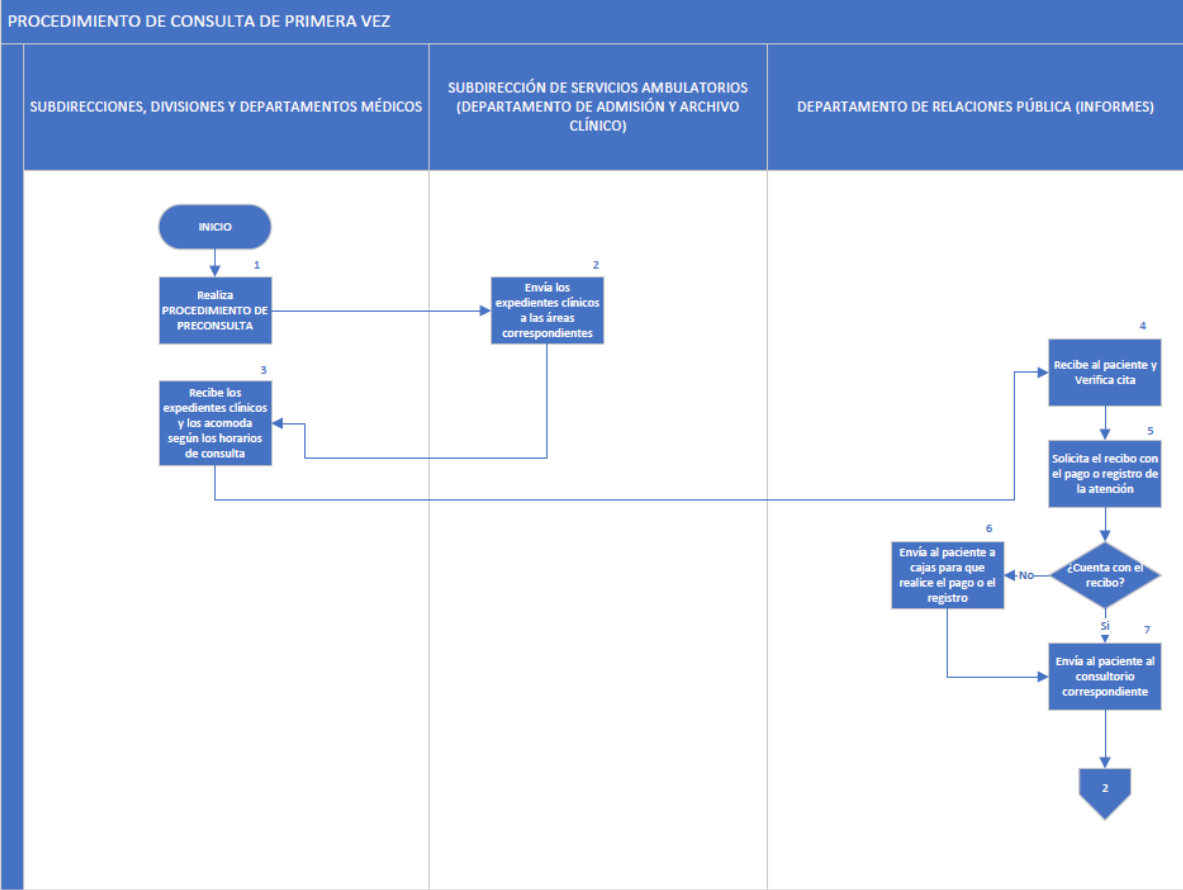 PROCEDIMIENTO DE CONSULTA DE PRIMERA VEZ
SUBDIRECCIONES, DIVISIONES Y DEPARTAMENTOS MÉDICOS
SUBDIRECCIÓN DE SERVICIOS AMBULATORIOS
(DEPARTAMENTO DE ADMISIÓN Y ARCHIVO
CLÍNICO)
DEPARTAMENTO DE RELACIONES PÚBLICA (INFORMES)
INICIO
1
Realiza
PROCEDIMIENTO DE
PRECONSULTA
2
Envía los
expedientes clínicos
a las áreas
correspondientes
3
Recibe los
expedientes clínicos
y los acomoda
según los horarios
de consulta
4
Recibe al paciente y
Verifica cita
5
Solicita el recibo con
el pago o registro de
la atención
¿Cuenta con el
recibo?
No
6
Envía al paciente a
cajas para que
realice el pago o el
registro
Si
7
Envía al paciente al
consultorio
correspondiente
2